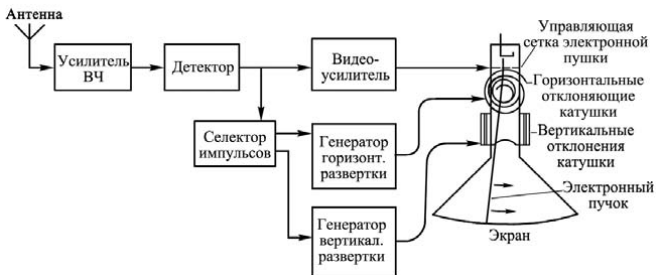 Антенна
Усилитель
ВЧ
Детектор
Видео-
усилитель
Управляющая
сетка электронной
пушки
Горизонтальные
отклоняющие
катушки
Селектор
импульсов
Генератор
горизонт.
развертки
Вертикальные
отклонения
катушки
Генератор
вертикал.
развертки
Электронный
пучок
Экран